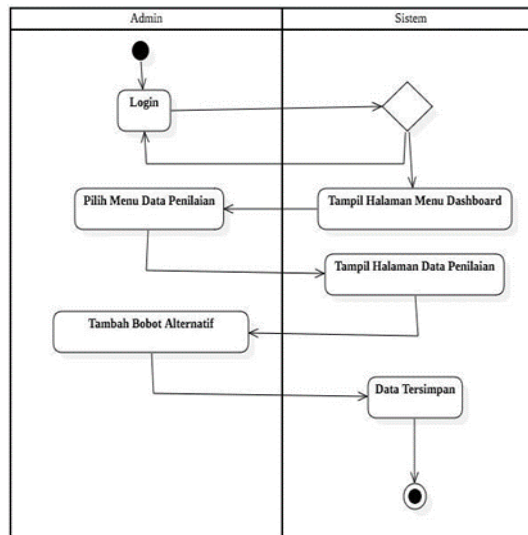 Admin
Sistem
Login
Pilih Menu Data Penilaian
Tampil Halaman Menu Dashboard
Tampil Halaman Data Penilaian
Tambah Bobot Alternatif
Data Tersimpan